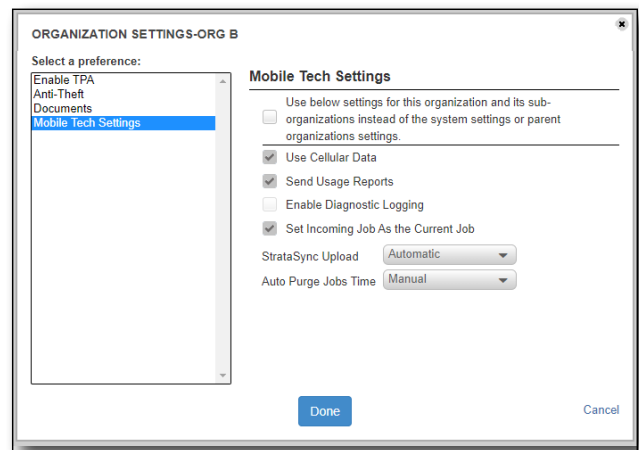 ORGANIZATION SETTINGS-ORG B
Select a preference:
Enable TPA
Anti-Theft
Documents
Mobile Tech Settings
Mobile Tech Settings
Use below settings for this organization and its sub-
organizations instead of the system settings or parent
organizations settings.
Use Cellular Data
Send Usage Reports
Enable Diagnostic Logging
Set Incoming Job As the Current Job
StrataSync Upload Automatic
Auto Purge Jobs Time Manual
Done
Cancel